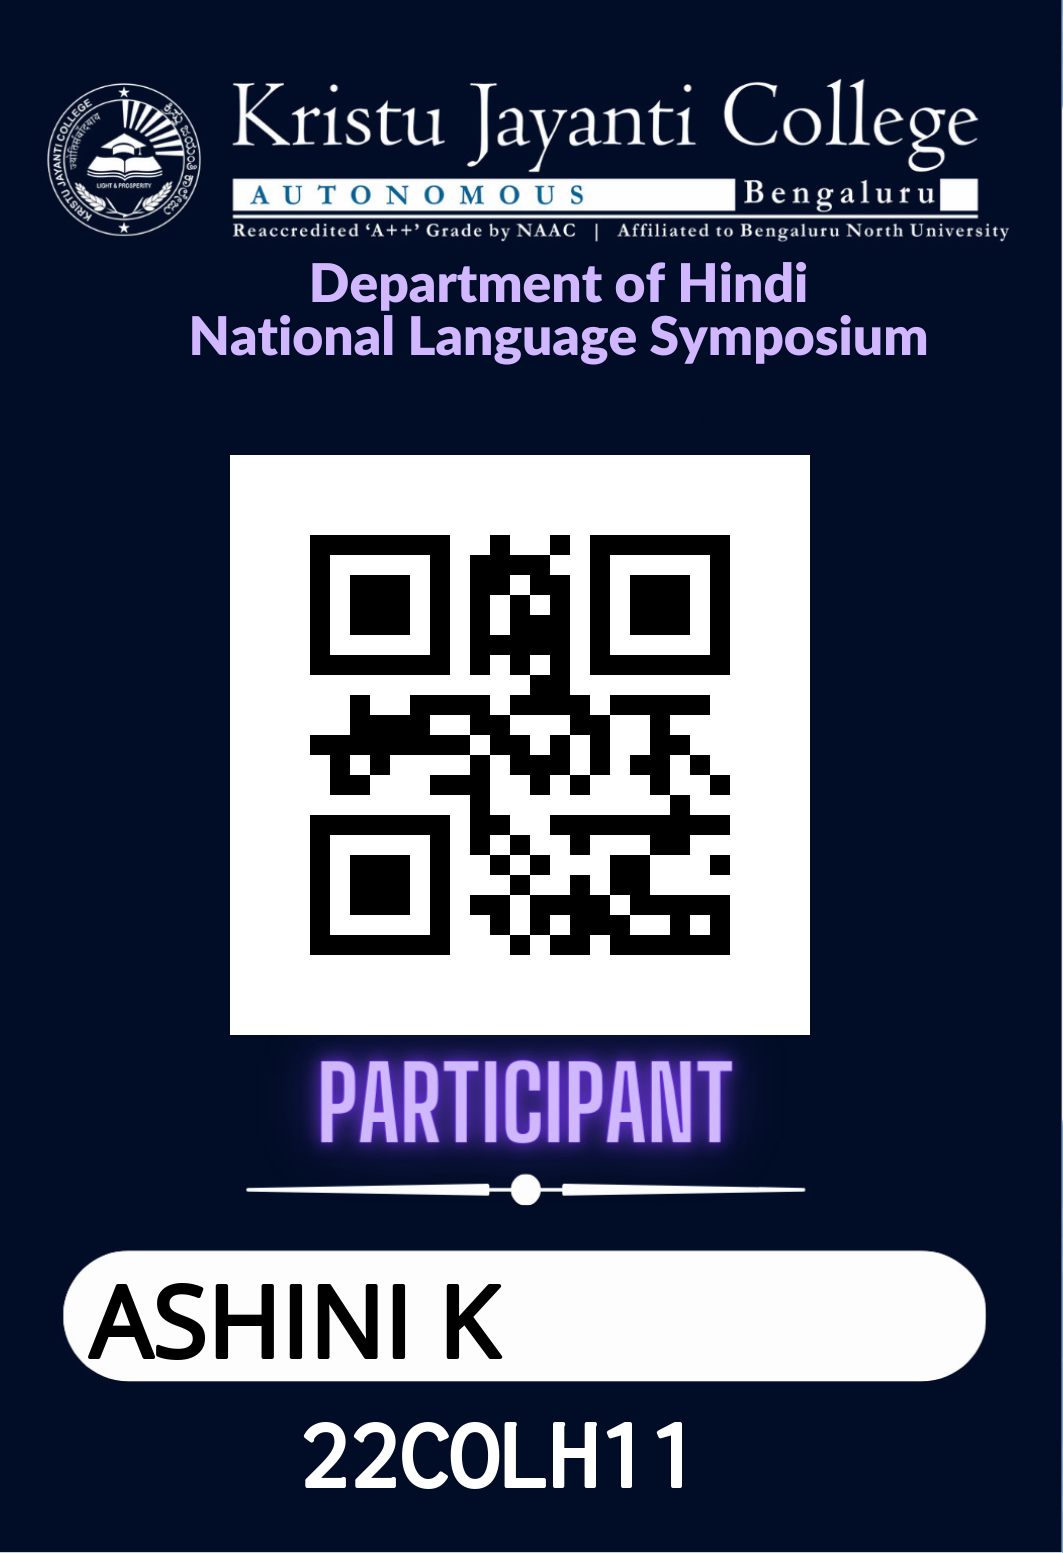 KRISTU JAYANTI COLLEGE
LIGHT & PROSPERITY
Kristu Jayanti College
AUTONOMOUS Bengaluru
Reaccredited ‘A++’ Grade by NAAC | Affiliated to Bengaluru North University
Department of Hindi
National Language Symposium
PARTICIPANT
ASHINI K
22COLH11